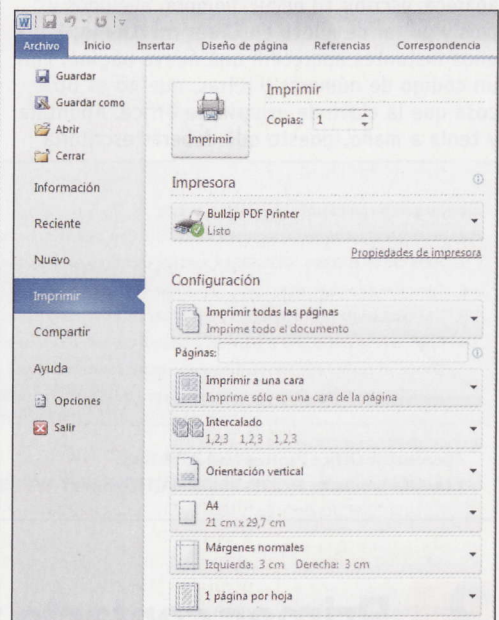 Archivo Inicio Insertar Diseño de página Referencias Correspondencia
Guardar
Guardar como
Abrir
Cerrar
Información
Reciente
Nuevo
Imprimir
Compartir
Ayuda
Opciones
Salir
Imprimir
Imprimir
Copias: 1
Impresora
Bullzip PDF Printer
Listo
Propiedades de impresora
Configuración
Imprimir todas las páginas
Imprime todo el documento
Páginas:
Imprimir a una cara
Imprime sólo en una cara de la página
Intercalado
1,2,3 1,2,3 1,2,3
Orientación vertical
A4
21 cm x 29,7 cm
Márgenes normales
Izquierda: 3 cm Derecha: 3 cm
1 página por hoja